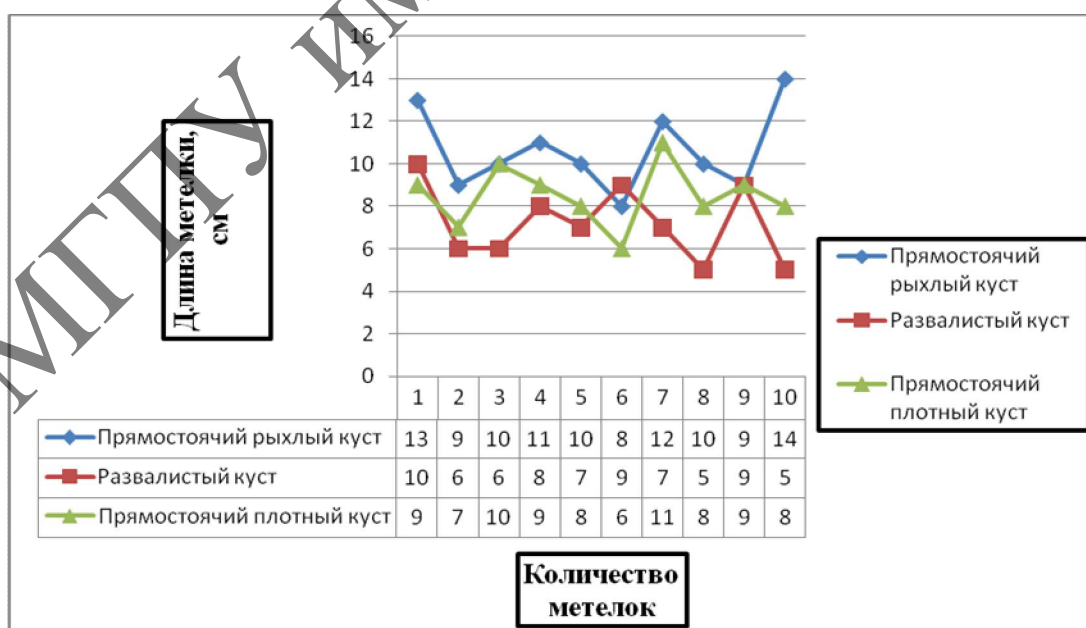 МГПУ им
Длина метелки,
см
16
14
12
10
8
6
4
2
0
1 2 3 4 5 6 7 8 9 10
Прямостоячий рыхлый куст 13 9 10 11 10 8 12 10 9 14
Развалистый куст 10 6 6 8 7 9 7 5 9 5
Прямостоячий плотный куст 9 7 10 9 8 6 11 8 9 8
Количество
метелок
Прямостоячий
рыхлый куст
Развалистый куст
Прямостоячий
плотный куст